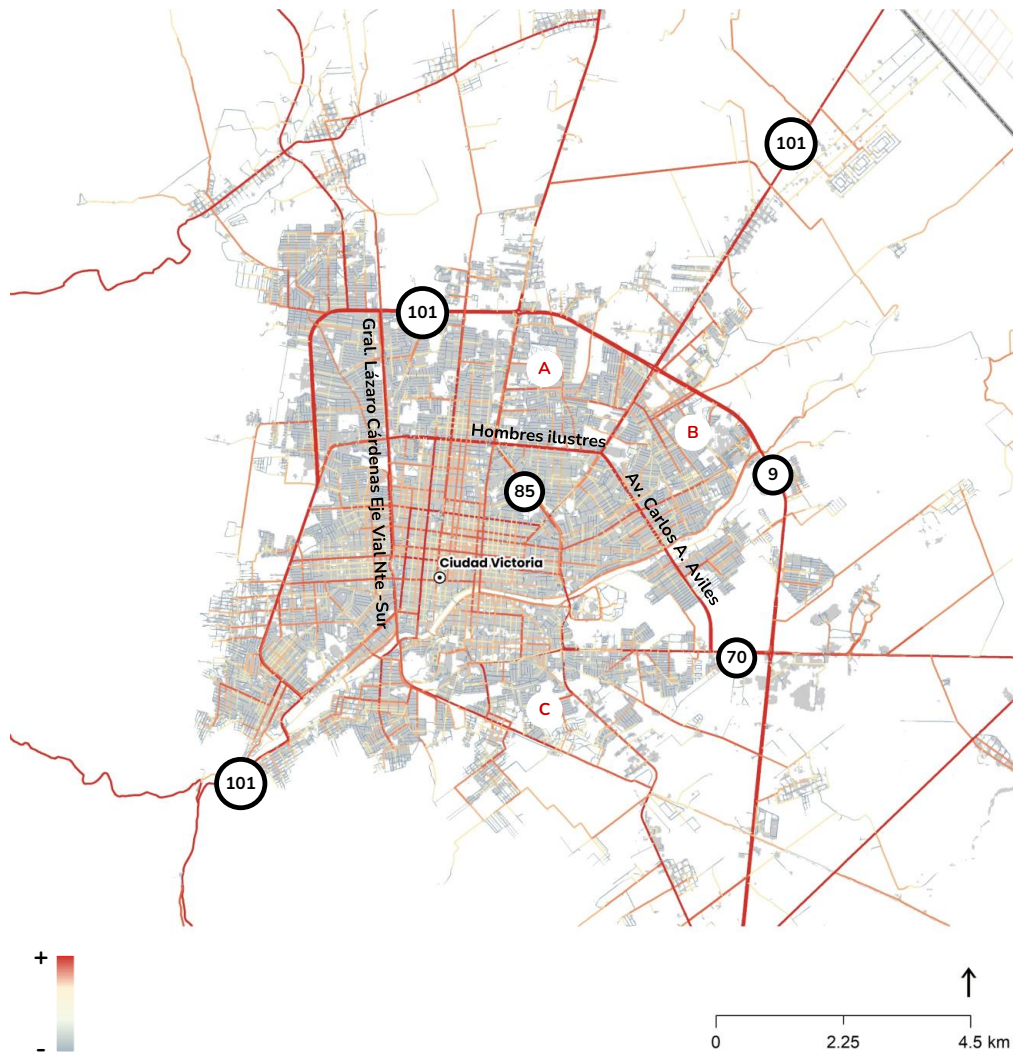 101
101
Gral. Lázaro Cárdenas Eje Vial Nte -Sur
A
Hombres ilustres
B
9
85
Av. Carlos A. Aviles
Ciudad Victoria
70
C
101
+
-
0 2.25 4.5 km